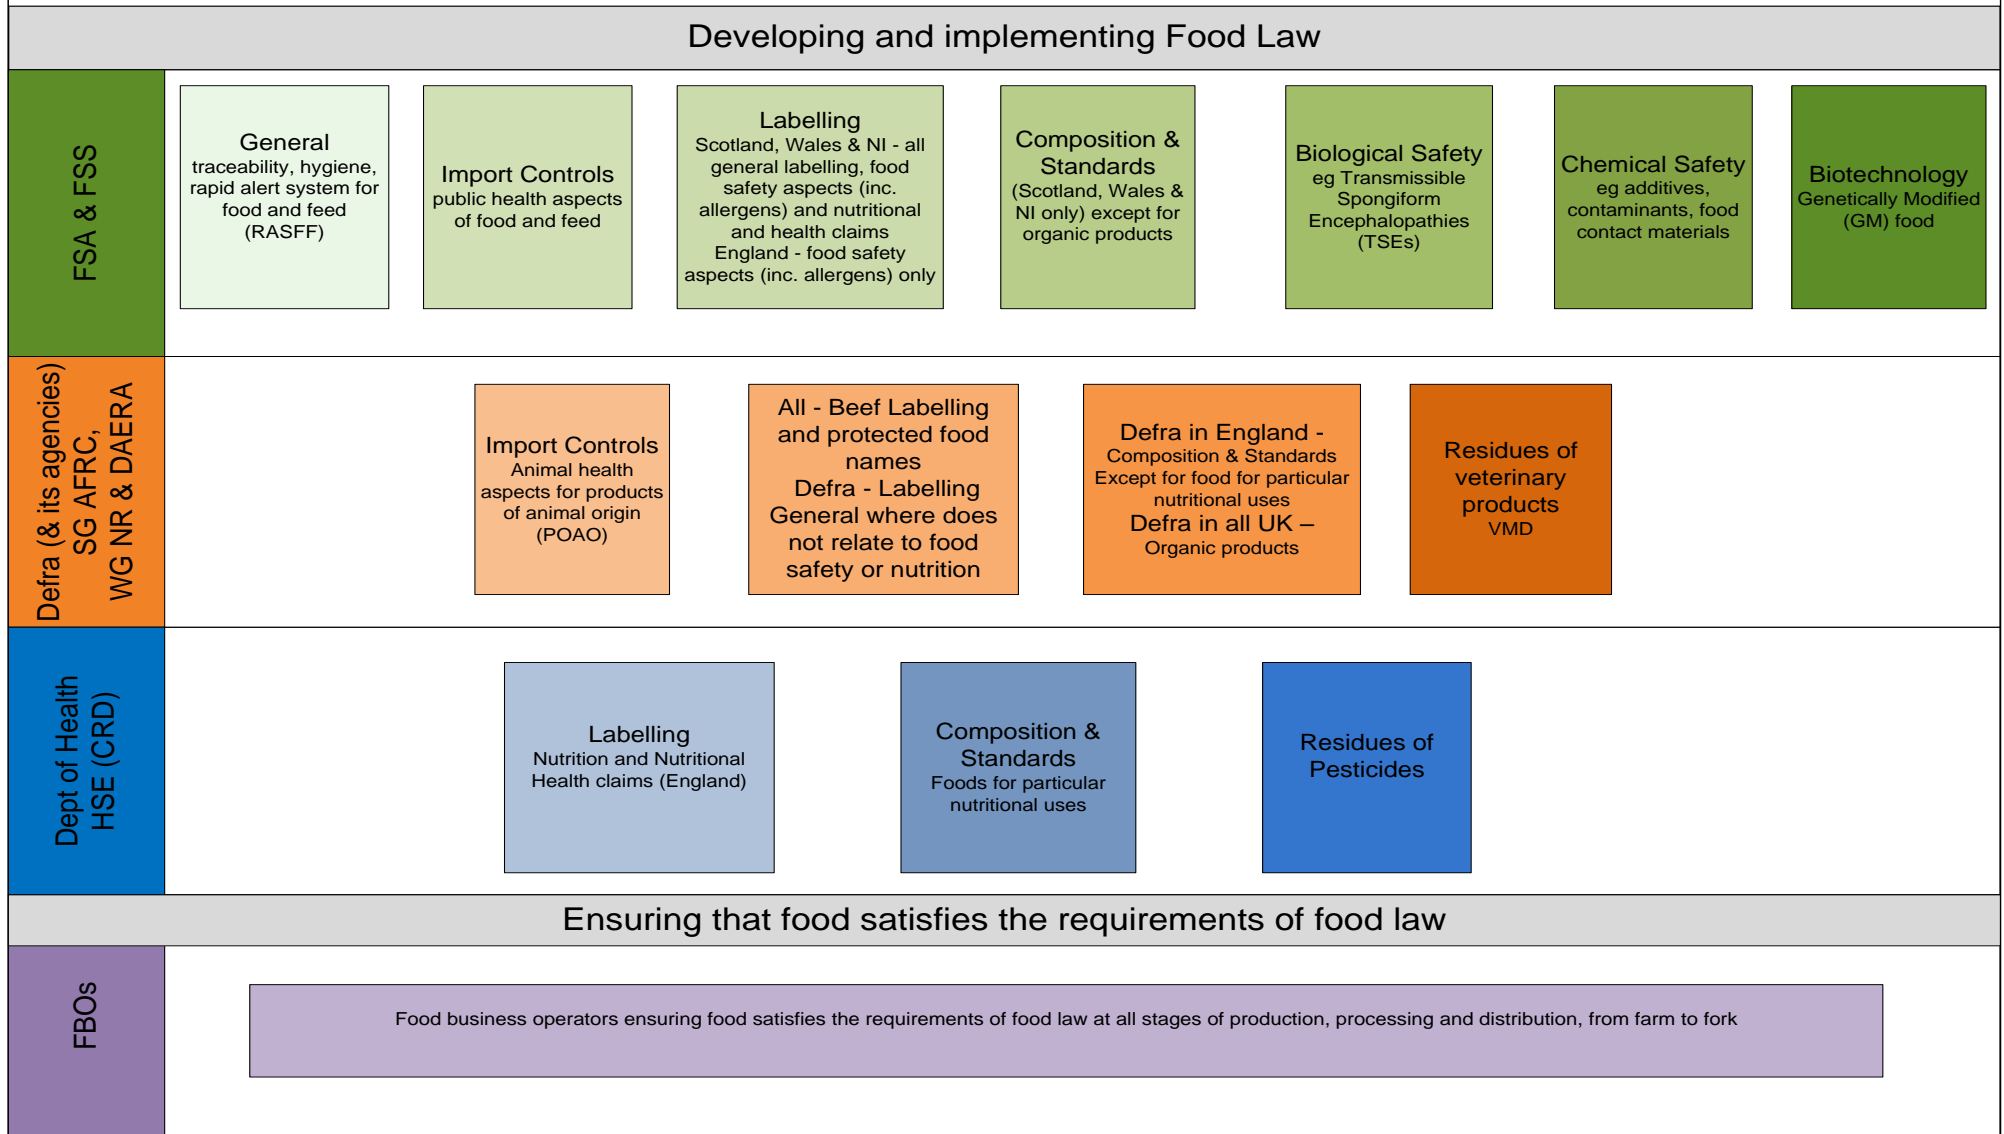 Developing and implementing Food Law
FSA & FSS
General
traceability, hygiene,
rapid alert system for
food and feed
(RASFF)
Import Controls
public health aspects
of food and feed
Labelling
Scotland, Wales & NI - all
general labelling, food
safety aspects (inc.
allergens) and nutritional
and health claims
England - food safety
aspects (inc. allergens) only
Composition &
Standards
(Scotland, Wales &
NI only) except for
organic products
Biological Safety
eg Transmissible
Spongiform
Encephalopathies
(TSEs)
Chemical Safety
eg additives,
contaminants, food
contact materials
Biotechnology
Genetically Modified
(GM) food
Defra (& its agencies)
SG AFRC,
WG NR & DAERA
Import Controls
Animal health
aspects for products
of animal origin
(POAO)
All - Beef Labelling
and protected food
names
Defra - Labelling
General where does
not relate to food
safety or nutrition
Defra in England -
Composition & Standards
Except for food for particular
nutritional uses
Defra in all UK –
Organic products
Residues of
veterinary
products
VMD
Dept of Health
HSE (CRD)
Labelling
Nutrition and Nutritional
Health claims (England)
Composition &
Standards
Foods for particular
nutritional uses
Residues of
Pesticides
Ensuring that food satisfies the requirements of food law
FBOs
Food business operators ensuring food satisfies the requirements of food law at all stages of production, processing and distribution, from farm to fork